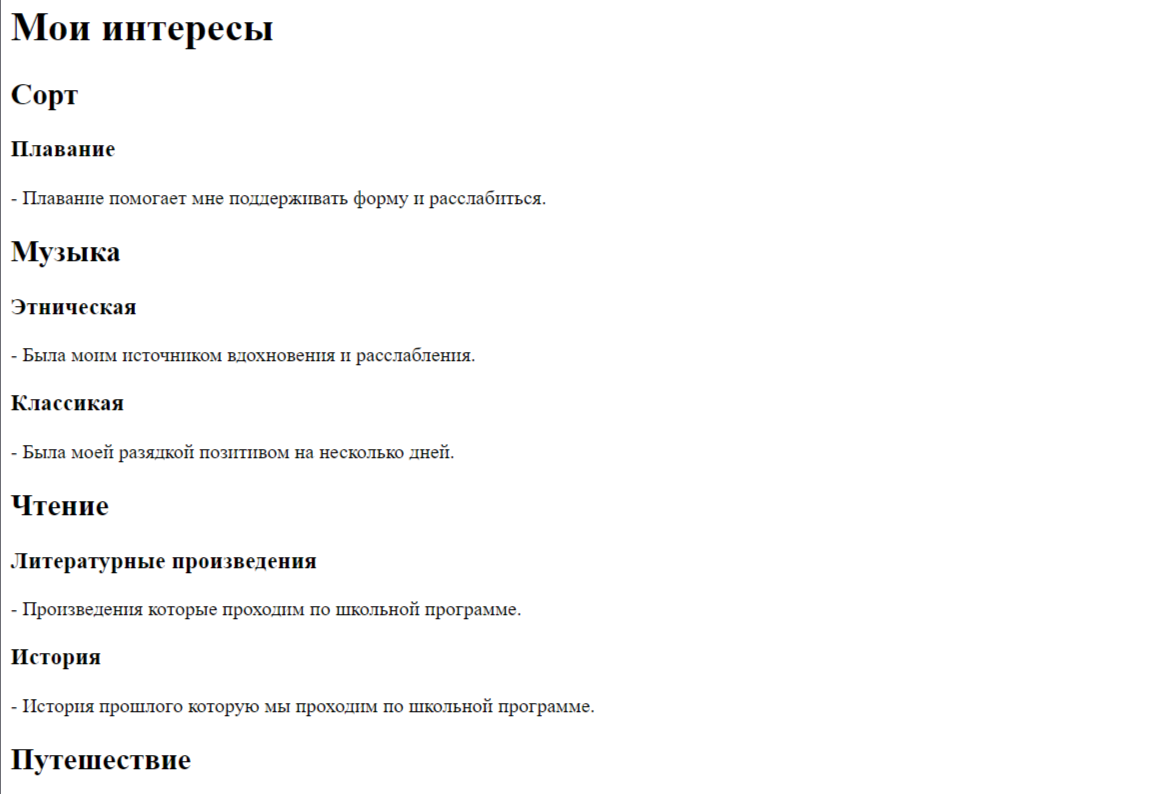 Мои интересы
Сорт
Плавание
- Плавание помогает мне поддерживать форму и расслабиться.
Музыка
Этническая
- Была моим источником вдохновения и расслабления.
Классикая
- Была моей разядкой позитивом на несколько дней.
Чтение
Литературные произведения
- Произведения которые проходим по школьной программе.
История
- История прошлого которую мы проходим по школьной программе.
Путешествие